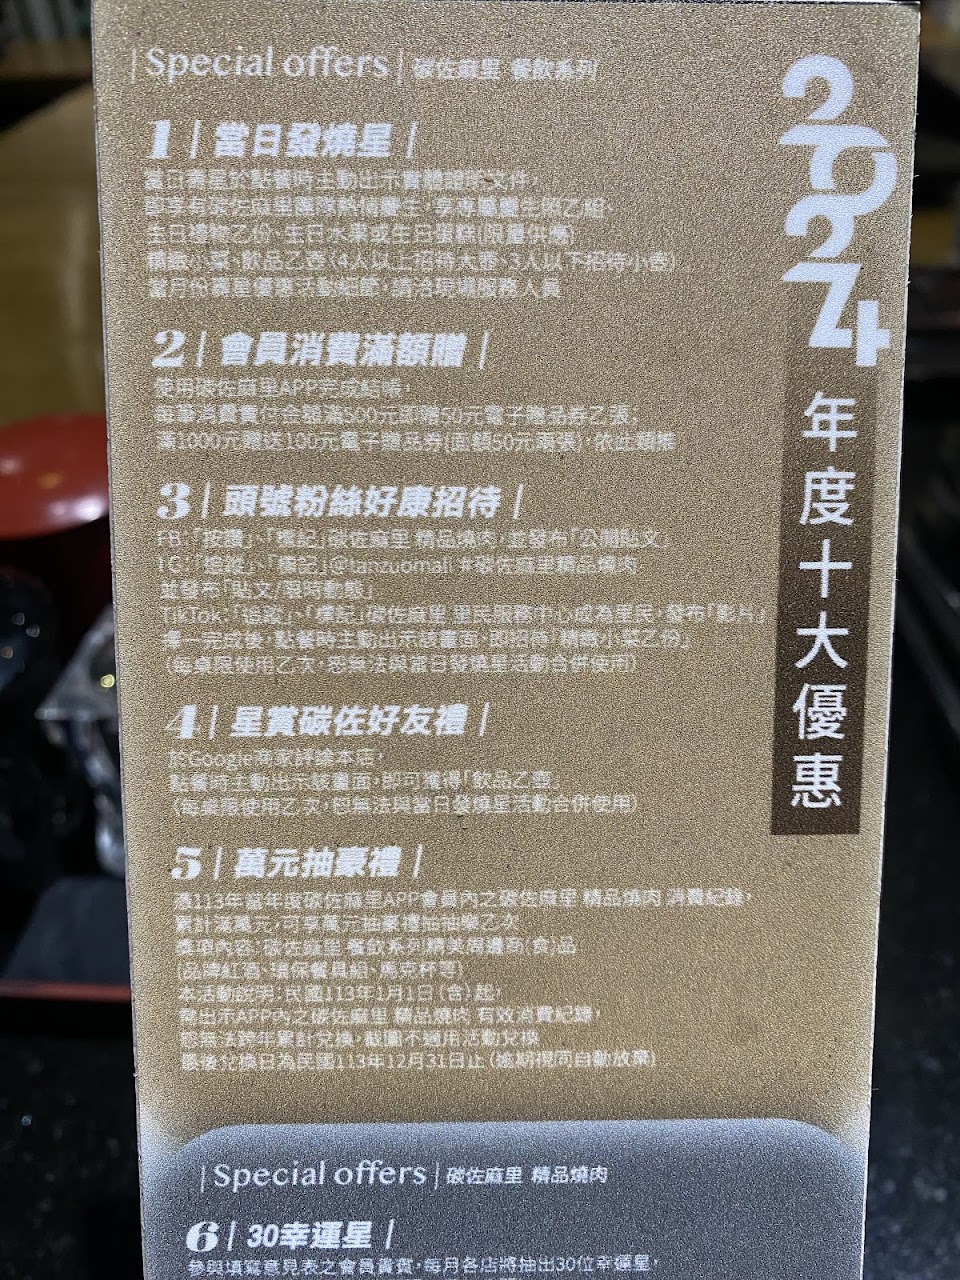 Special offers | 碳佐麻里 餐飲系列
2024
年度十大優惠
1 | 當日發燒星 |
當日壽星於點餐時主動出示實體證件文件，
即享有碳佐麻里團隊熱情慶生，享專屬慶生照乙組、
生日禮物乙份、生日水果或生日蛋糕(限量供應)
精緻小菜、飲品乙壺(4人以上招待大壺、3人以下招待小壺)
當月份壽星優惠活動細節，請洽現場服務人員
2 | 會員消費滿額贈 |
使用碳佐麻里APP完成結帳，
每筆消費實付金額滿500元即贈50元電子贈品券乙張；
滿1000元贈送100元電子贈品券(面額50元兩張)，依此類推
3 | 頭號粉絲好康招待 |
FB：「按讚」、「標記」碳佐麻里 精品燒肉，並發布「公開貼文」
IG：「追蹤」、「標記」@tanzuomali #碳佐麻里精品燒肉
並發布「貼文/限時動態」
TikTok：「追蹤」、「標記」碳佐麻里 里民服務中心成為里民，發布「影片」
擇一完成後，點餐時主動出示該畫面，即招待「精緻小菜乙份」
(每桌限使用乙次，恕無法與當日發燒星活動合併使用)
4 | 星賞碳佐好友禮 |
於Google商家評論本店，
點餐時主動出示該畫面，即可獲得「飲品乙壺」
(每桌限使用乙次，恕無法與當日發燒星活動合併使用)
5 | 萬元抽豪禮 |
憑113年當年度碳佐麻里APP會員內之碳佐麻里 精品燒肉 消費紀錄，
累計滿萬元，可享萬元抽豪禮抽抽樂乙次
獎項內容：碳佐麻里 餐飲系列精美周邊商(食)品
(品牌紅酒、環保餐具組、馬克杯等)
本活動說明：民國113年1月1日(含)起，
需出示APP內之碳佐麻里 精品燒肉 有效消費紀錄，
恕無法跨年累計兌換，截圖不適用活動兌換
最後兌換日為民國113年12月31日止 (逾期視同自動放棄)
| Special offers | 碳佐麻里 精品燒肉
6 | 30幸運星 |
參與填寫意見表之會員貴賓，每月各店將抽出30位幸運星，